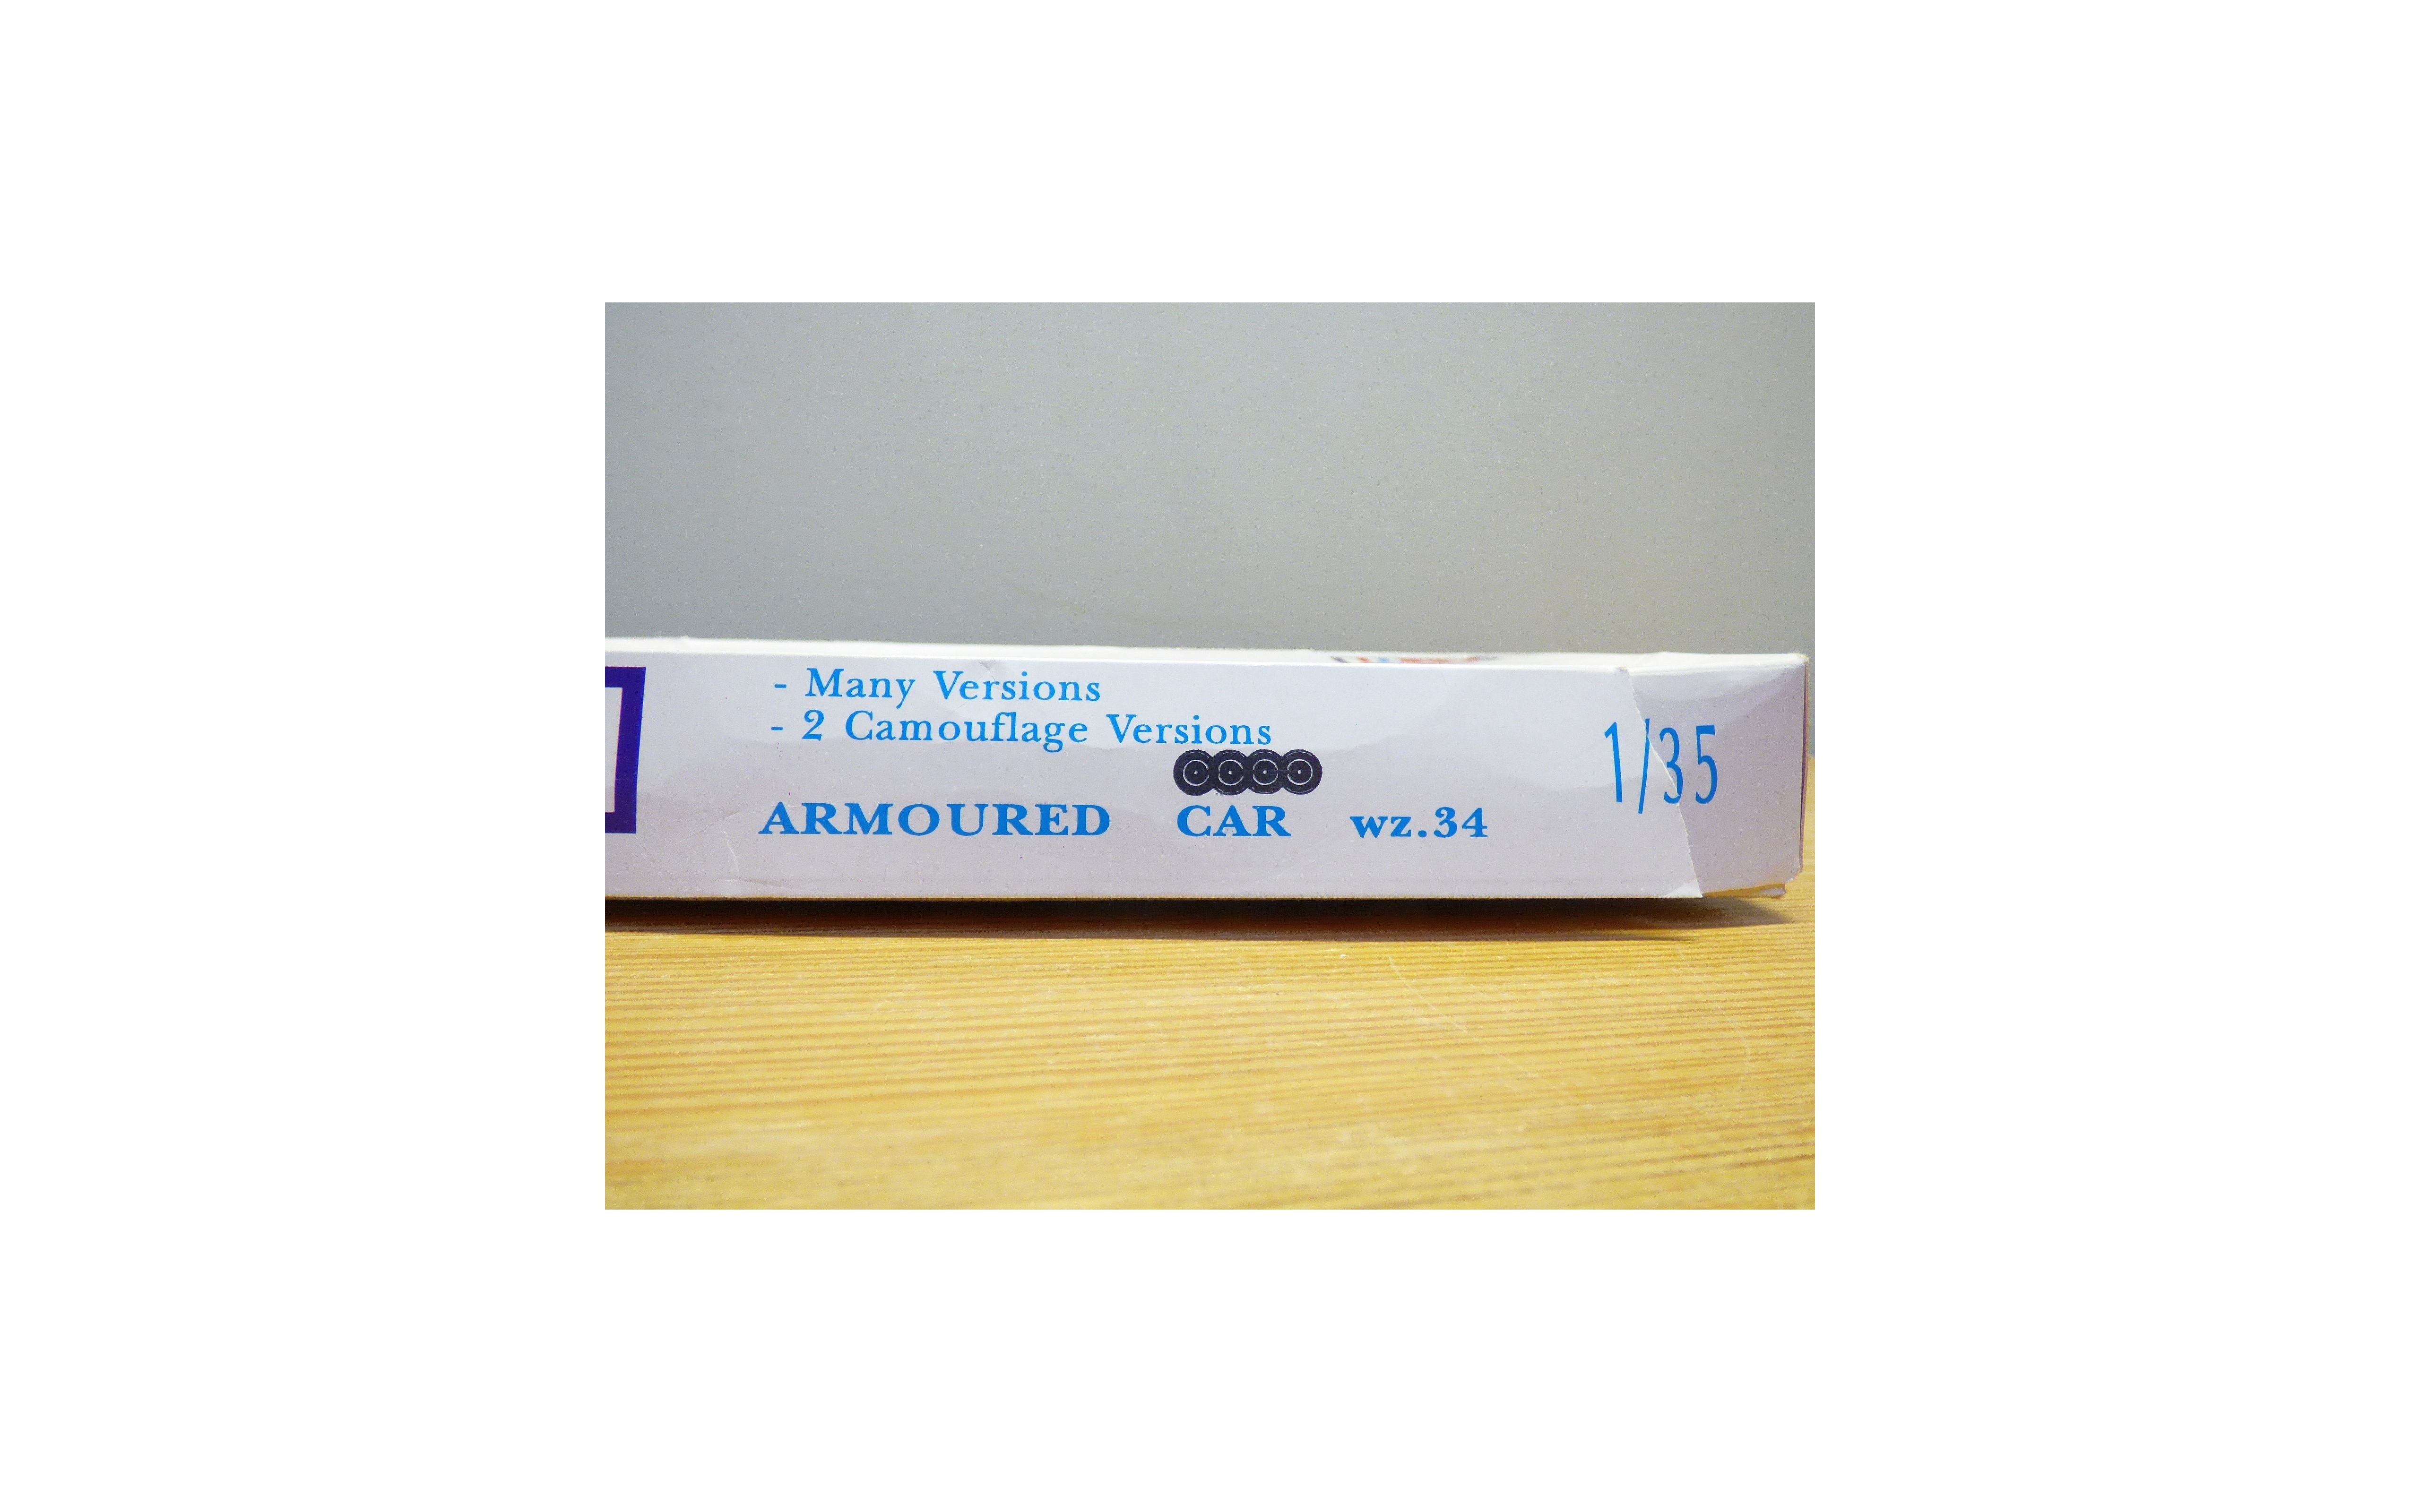 - Many Versions
- 2 Camouflage Versions
ARMOURED CAR wz.34
1/35